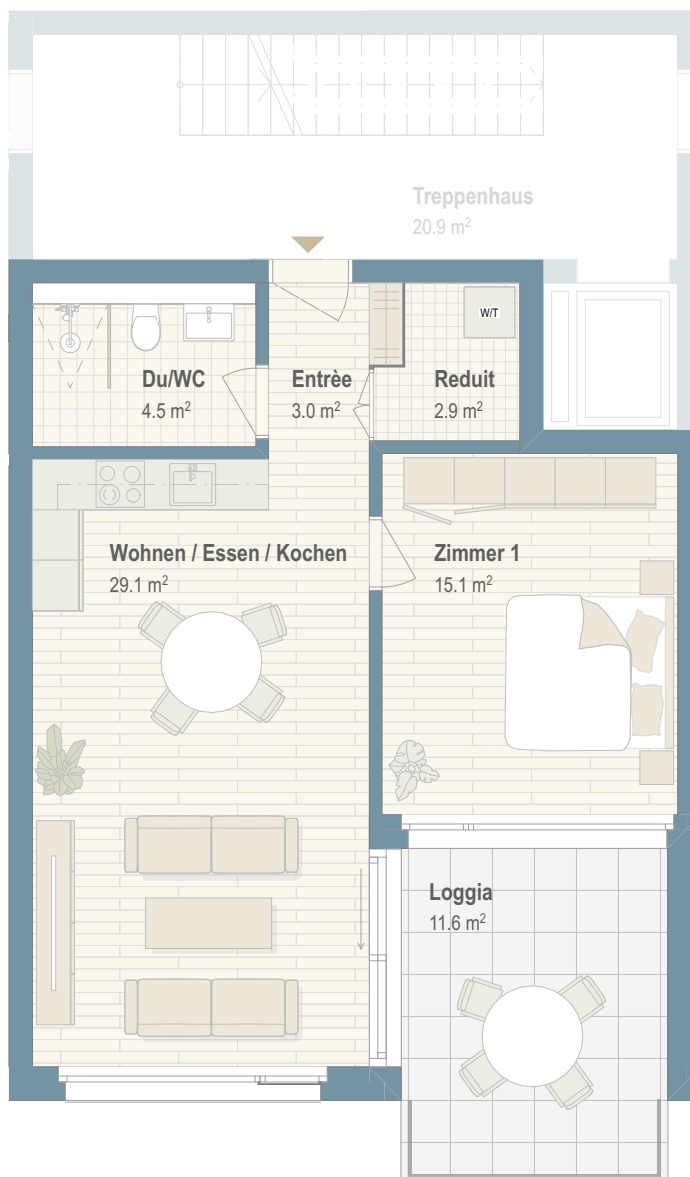 Treppenhaus
20.9 m²
W/T
Du/WC
4.5 m²
Entrèe
3.0 m²
Reduit
2.9 m²
Wohnen / Essen / Kochen
29.1 m²
Zimmer 1
15.1 m²
Loggia
11.6 m²